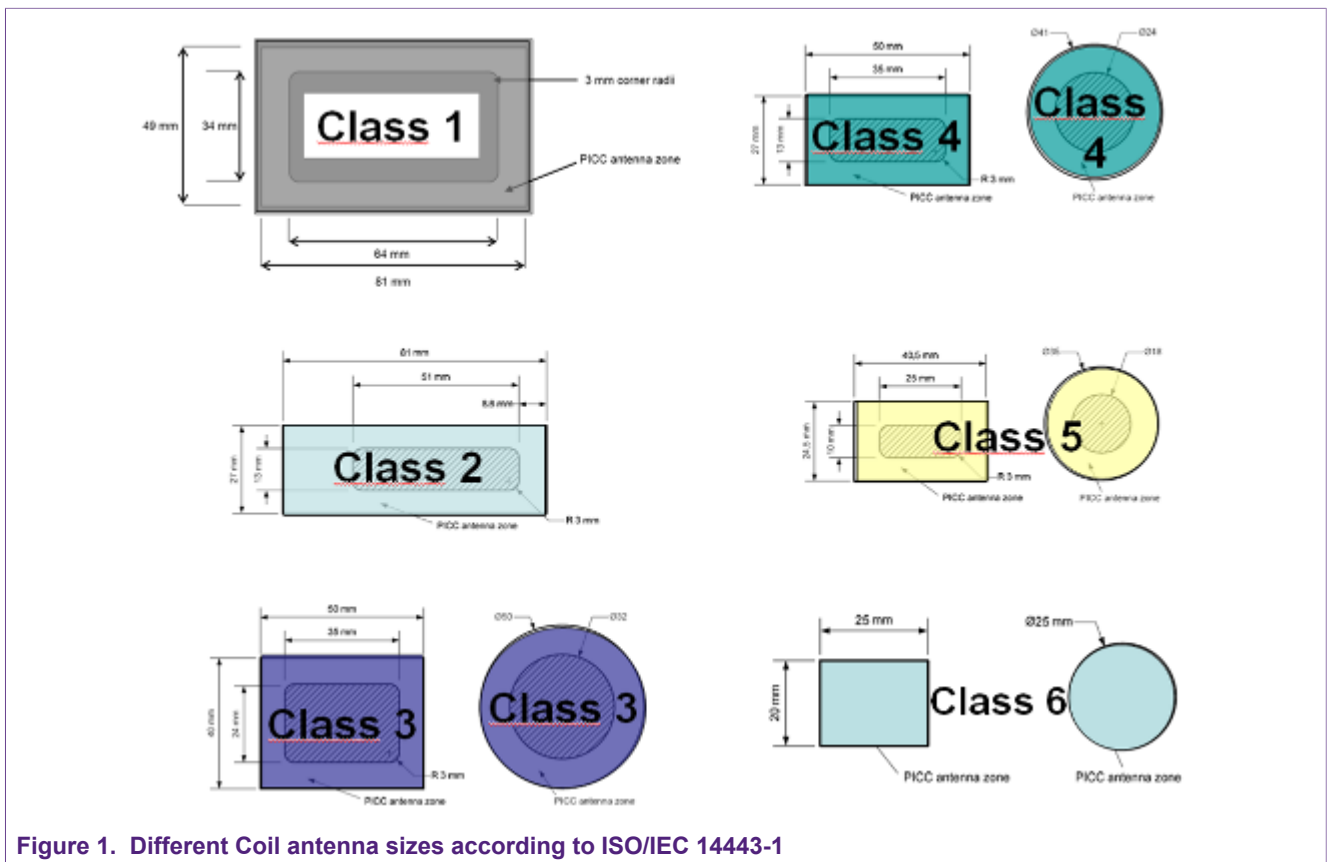 49 mm
34 mm
Class 1
3 mm corner radii
PICC antenna zone
64 mm
81 mm
50 mm
35 mm
27 mm
13 mm
Class 4
R 3 mm
PICC antenna zone
Ø41
Ø24
Class
4
PICC antenna zone
81 mm
51 mm
27 mm
13 mm
Class 2
R 3 mm
PICC antenna zone
40,5 mm
25 mm
24,5 mm
10 mm
Class 5
R 3 mm
PICC antenna zone
Ø35
Ø18
PICC antenna zone
50 mm
35 mm
40 mm
24 mm
Class 3
R 3 mm
PICC antenna zone
Ø50
Ø32
Class 3
PICC antenna zone
25 mm
20 mm
Class 6
PICC antenna zone
Ø25 mm
PICC antenna zone
Figure 1. Different Coil antenna sizes according to ISO/IEC 14443-1